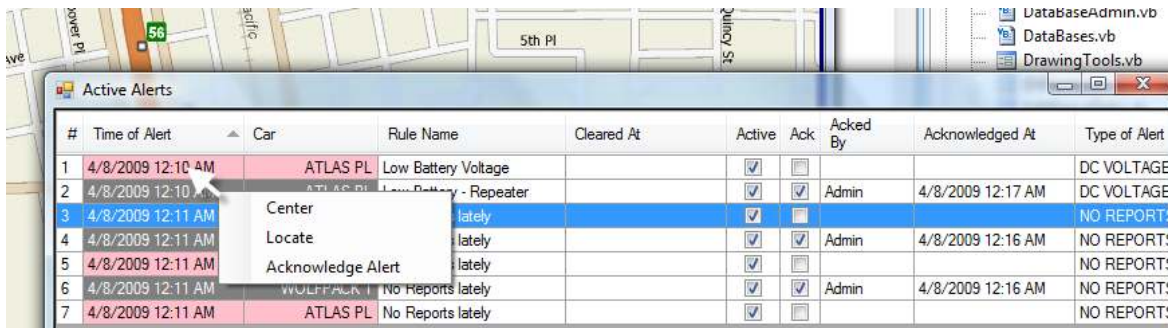 over Pl
56
acific
5th Pl
Quincy St
Ave
DataBaseAdmin.vb
DataBases.vb
DrawingTools.vb
Active Alerts
# Time of Alert Car Rule Name Cleared At Active Ack Acked By Acknowledged At Type of Alert
1 4/8/2009 12:10 AM ATLAS PL Low Battery Voltage DC VOLTAGE
2 4/8/2009 12:10 ATLAS PL Low Battery - Repeater Admin 4/8/2009 12:17 AM DC VOLTAGE
3 4/8/2009 12:11 AM lately NO REPORTS
4 4/8/2009 12:11 AM lately Admin 4/8/2009 12:16 AM NO REPORTS
5 4/8/2009 12:11 AM lately NO REPORTS
6 4/8/2009 12:11 AM WOLFPACK 1 No Reports lately Admin 4/8/2009 12:16 AM NO REPORTS
7 4/8/2009 12:11 AM ATLAS PL No Reports lately NO REPORTS
Center
Locate
Acknowledge Alert